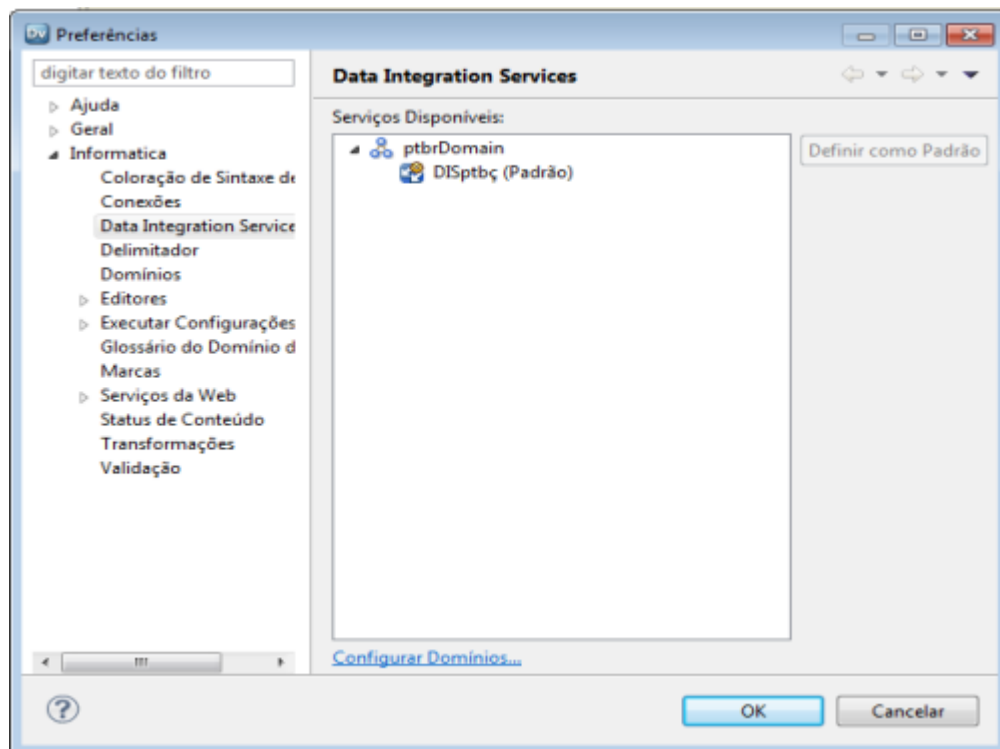 DV Preferências
digitar texto do filtro
Ajuda
Geral
Informatica
Coloração de Sintaxe de
Conexões
Data Integration Service
Delimitador
Domínios
Editores
Executar Configurações
Glossário do Domínio d
Marcas
Serviços da Web
Status de Conteúdo
Transformações
Validação
Data Integration Services
Serviços Disponíveis:
ptbrDomain
DISptbç (Padrão)
Definir como Padrão
Configurar Domínios...
OK
Cancelar